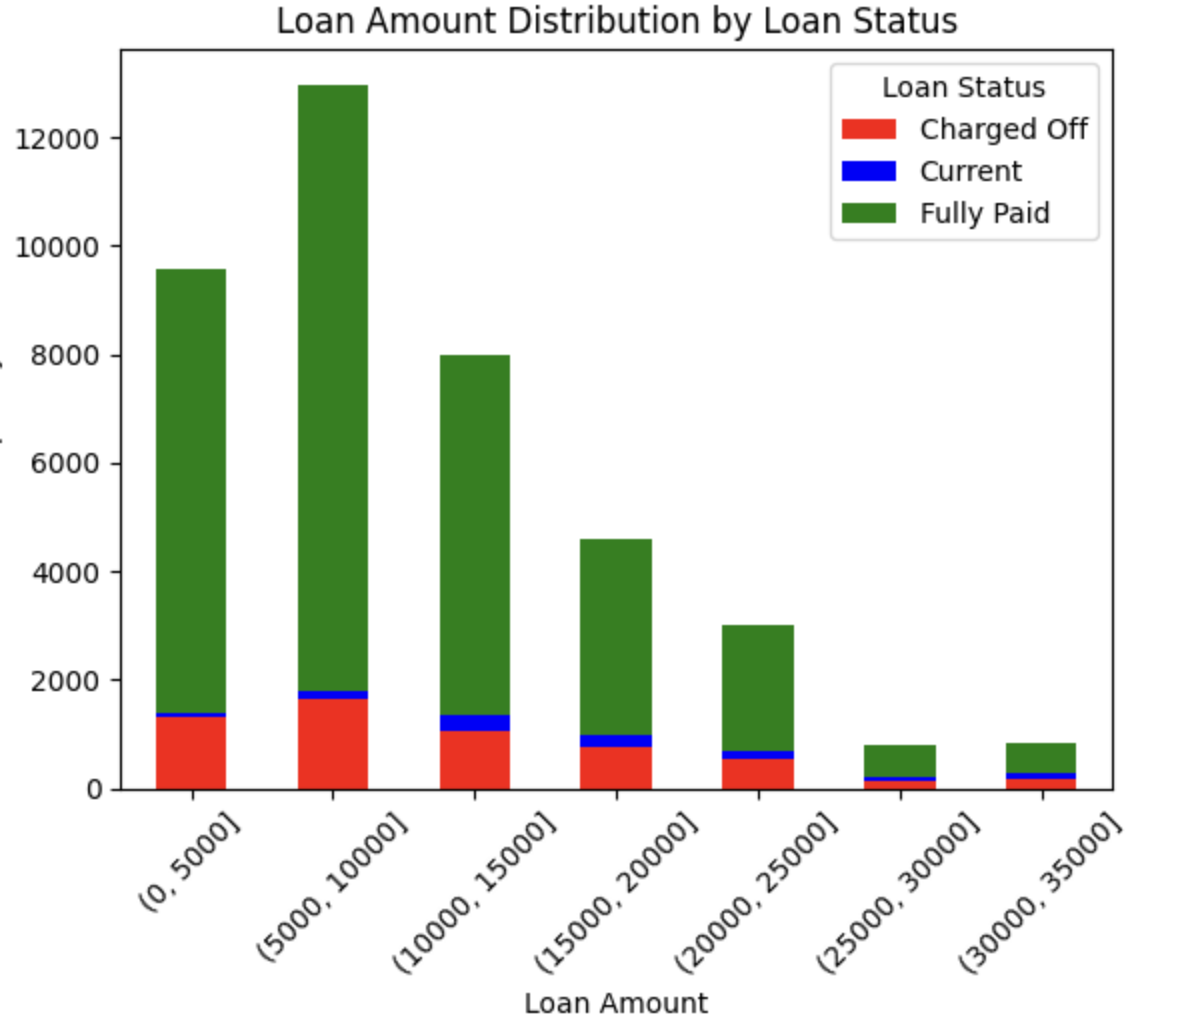 Loan Amount Distribution by Loan Status
Loan Status
Charged Off
Current
Fully Paid
12000
10000
8000
6000
4000
2000
0
(0, 5000]
(5000, 10000]
(10000, 15000]
(15000, 20000]
(20000, 25000]
(25000, 30000]
(30000, 35000]
Loan Amount